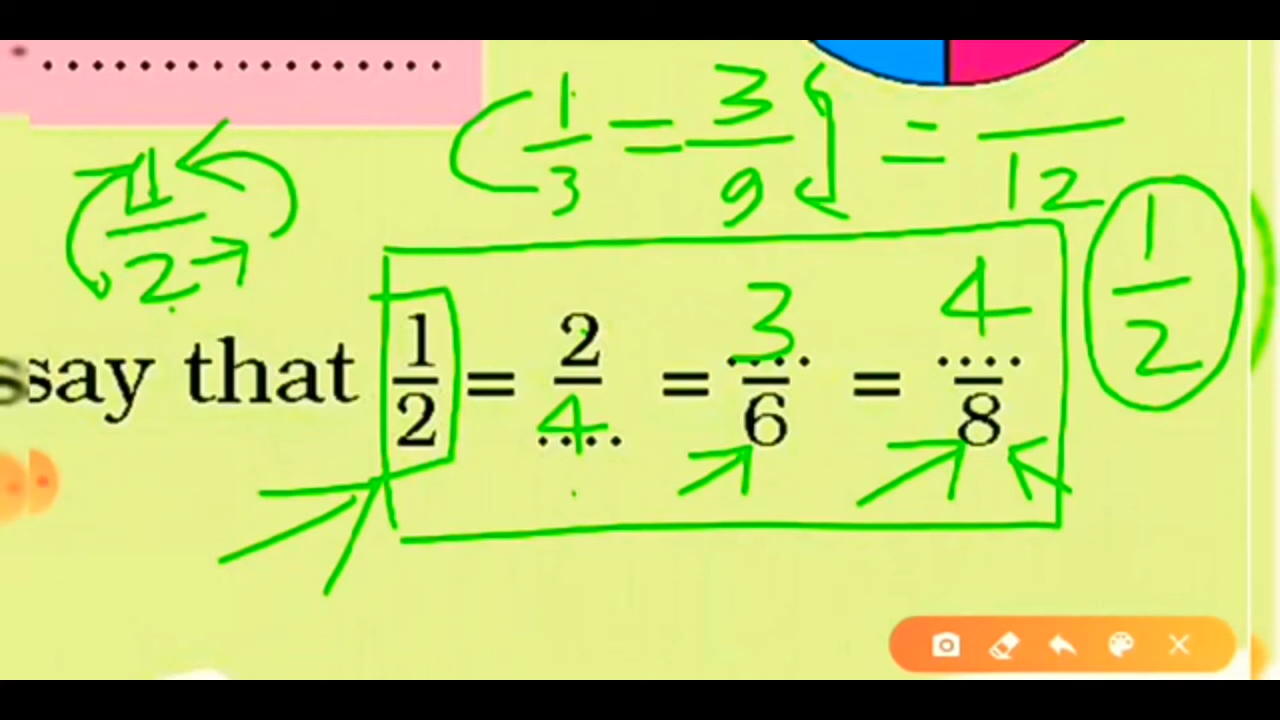 .................
( 1/3 = 3/9 } = /12
1/2
1/2
say that 1/2 = 2/4 = 3/6 = 4/8